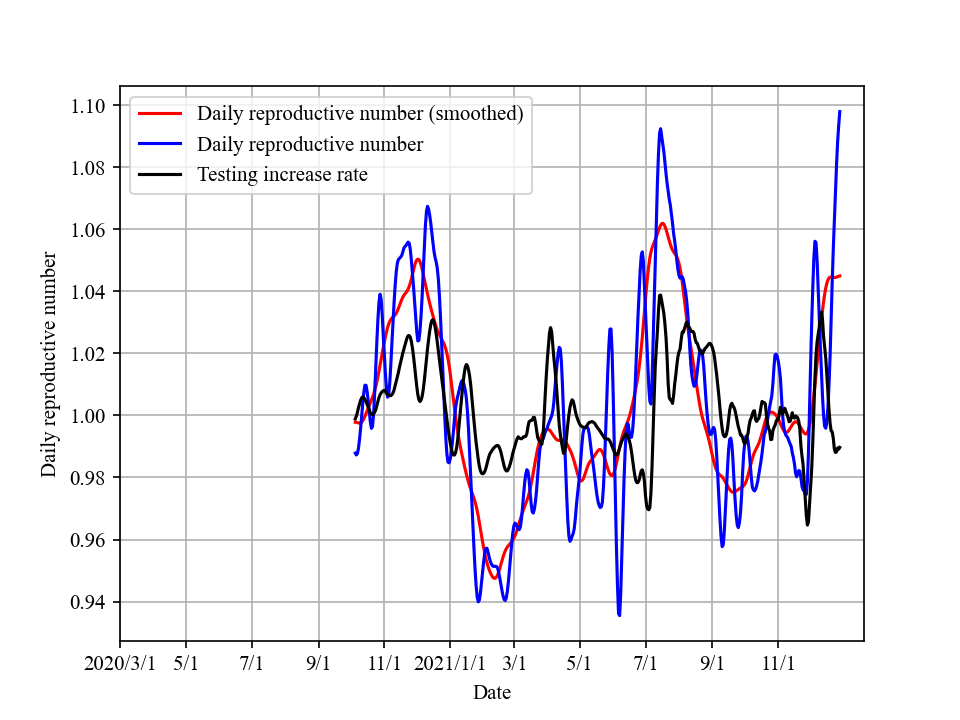 Daily reproductive number (smoothed)
Daily reproductive number
Testing increase rate
1.10
1.08
1.06
1.04
1.02
1.00
0.98
0.96
0.94
Daily reproductive number
2020/3/1 5/1 7/1 9/1 11/1 2021/1/1 3/1 5/1 7/1 9/1 11/1
Date